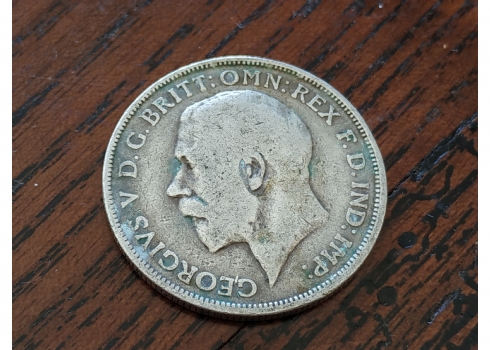 GEORGIVS V D.G.BRITT:OMN:REX F.D.IND:IMP: